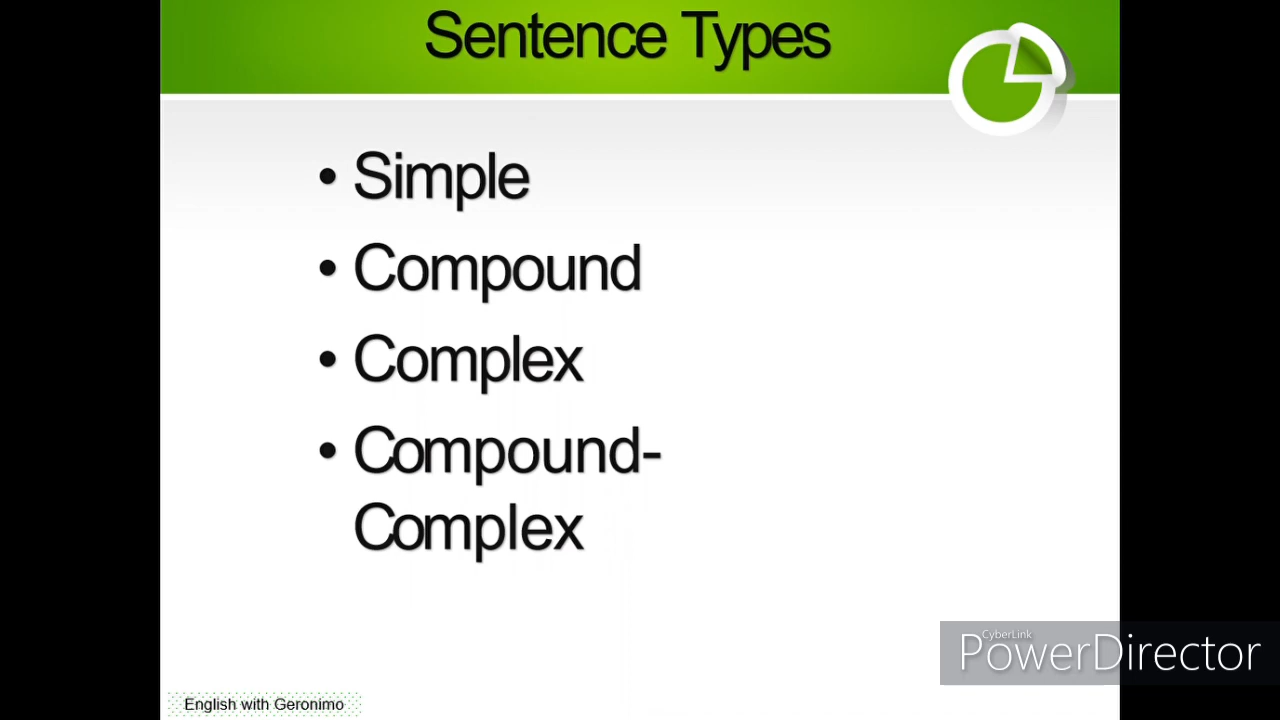 Sentence Types
• Simple
• Compound
• Complex
• Compound-
Complex
CyberLink
PowerDirector
English with Geronimo